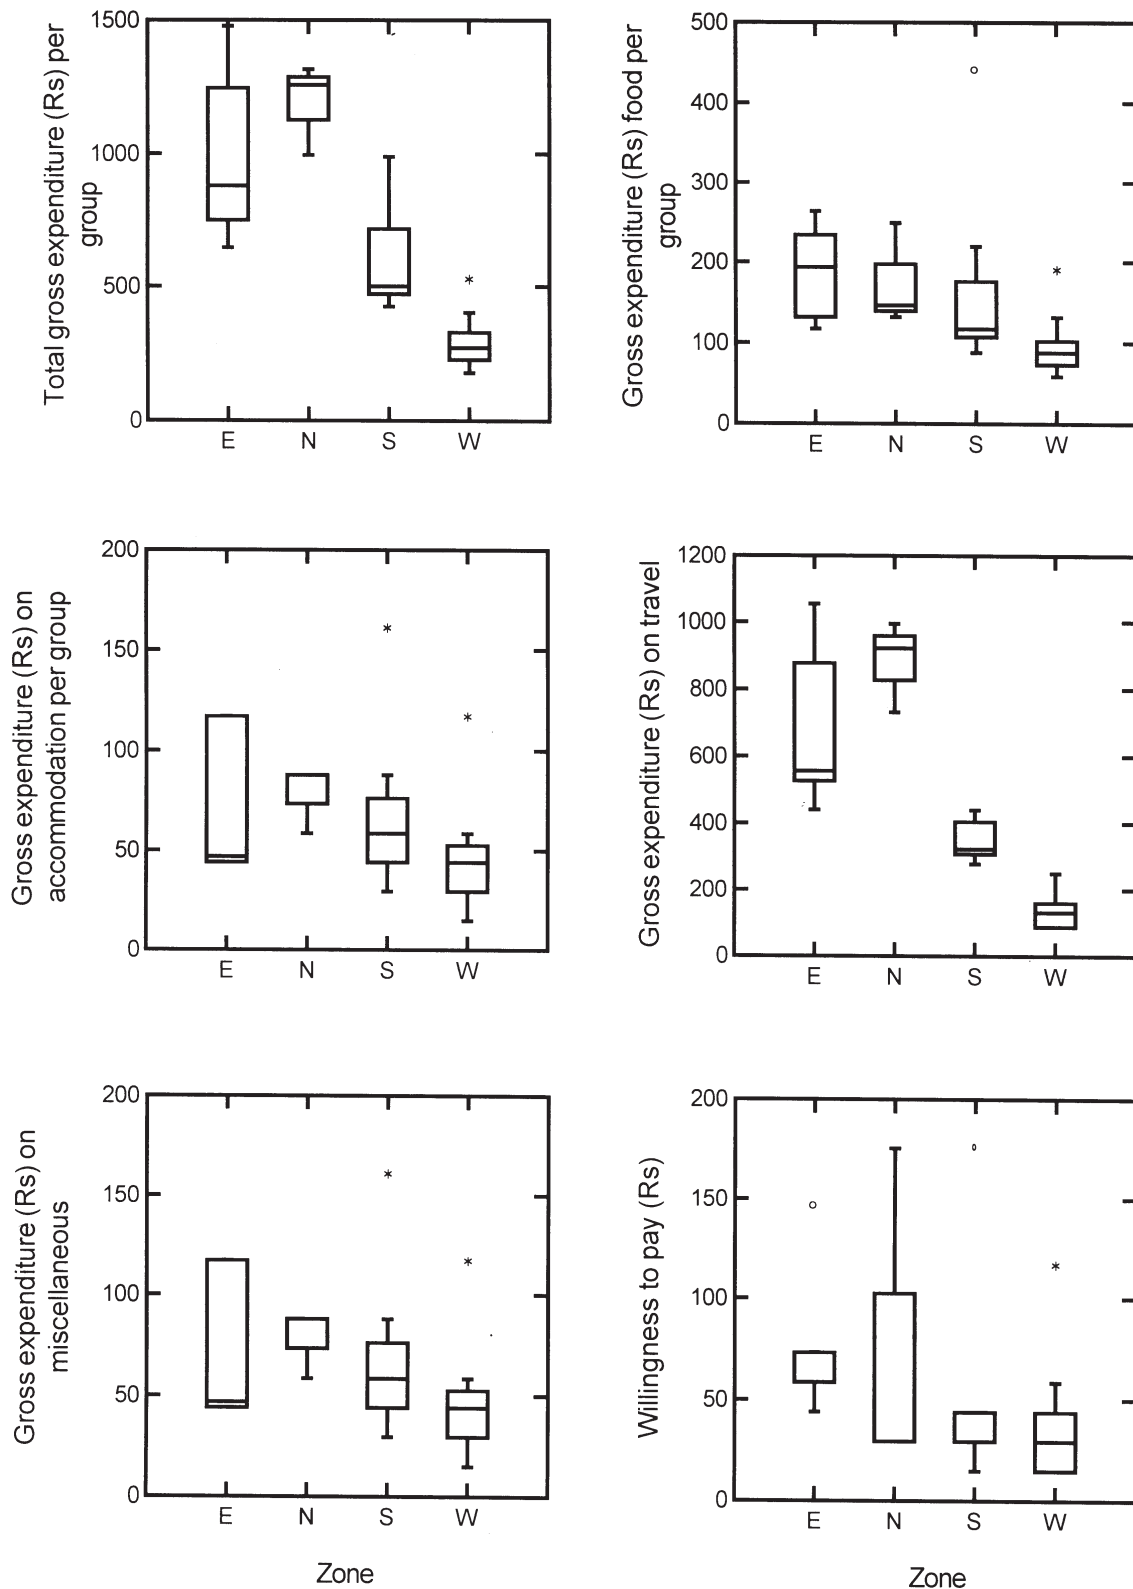 Total gross expenditure (Rs) per
group
1500
1000
500
0
E N S W
Gross expenditure (Rs) food per
group
500
400
300
200
100
0
E N S W
Gross expenditure (Rs) on
accommodation per group
200
150
100
50
0
E N S W
Gross expenditure (Rs) on travel
1200
1000
800
600
400
200
0
E N S W
Gross expenditure (Rs) on
miscellaneous
200
150
100
50
0
E N S W
Zone
Willingness to pay (Rs)
200
150
100
50
0
E N S W
Zone